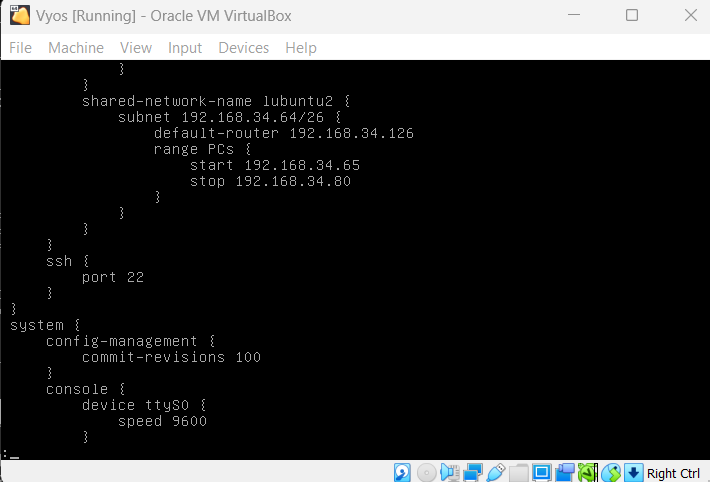 Vyos [Running] - Oracle VM VirtualBox
File Machine View Input Devices Help
            }
        }
        shared-network-name lubuntu2 {
            subnet 192.168.34.64/26 {
                default-router 192.168.34.126
                range PCs {
                    start 192.168.34.65
                    stop 192.168.34.80
                }
            }
        }
    }
    ssh {
        port 22
    }
}
system {
    config-management {
        commit-revisions 100
    }
    console {
        device ttyS0 {
            speed 9600
        }
:_
Right Ctrl